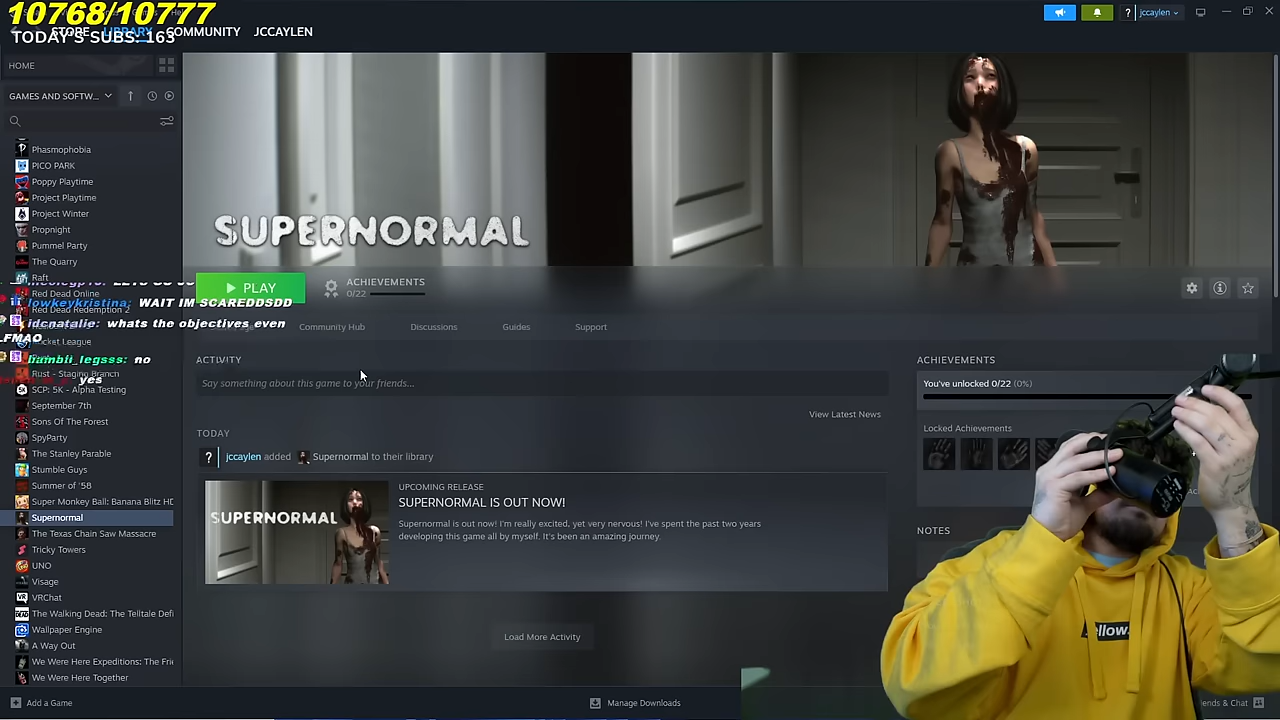 10768/10777
TODAY'S SUBS: 163
STORE LIBRARY COMMUNITY JCCAYLEN
? jccaylen
HOME
GAMES AND SOFTW...
Phasmophobia
PICO PARK
Poppy Playtime
Project Playtime
Project Winter
Propnight
Pummel Party
The Quarry
Raft
Red Dead Online
Red Dead Redemption 2
Rocket League
Rust - Staging Branch
SCP: 5K - Alpha Testing
September 7th
Sons Of The Forest
SpyParty
The Stanley Parable
Stumble Guys
Summer of '58
Super Monkey Ball: Banana Blitz HD
Supernormal
The Texas Chain Saw Massacre
Tricky Towers
UNO
Visage
VRChat
The Walking Dead: The Telltale Defi
Wallpaper Engine
A Way Out
We Were Here Expeditions: The Frie
We Were Here Together
lowkeykristina: WAIT IM SCAREDDSDD
idcnatalie: whats the objectives even
LFMAO
bambii_legsss: no
yes
SUPERNORMAL
PLAY
ACHIEVEMENTS
0/22
Community Hub Discussions Guides Support
ACTIVITY
Say something about this game to your friends...
View Latest News
TODAY
? jccaylen added Supernormal to their library
SUPERNORMAL
UPCOMING RELEASE
SUPERNORMAL IS OUT NOW!
Supernormal is out now! I'm really excited, yet very nervous! I've spent the past two years
developing this game all by myself. It's been an amazing journey.
Load More Activity
ACHIEVEMENTS
You've unlocked 0/22 (0%)
Locked Achievements
NOTES
yellow.
Add a Game
Manage Downloads
ends & Chat